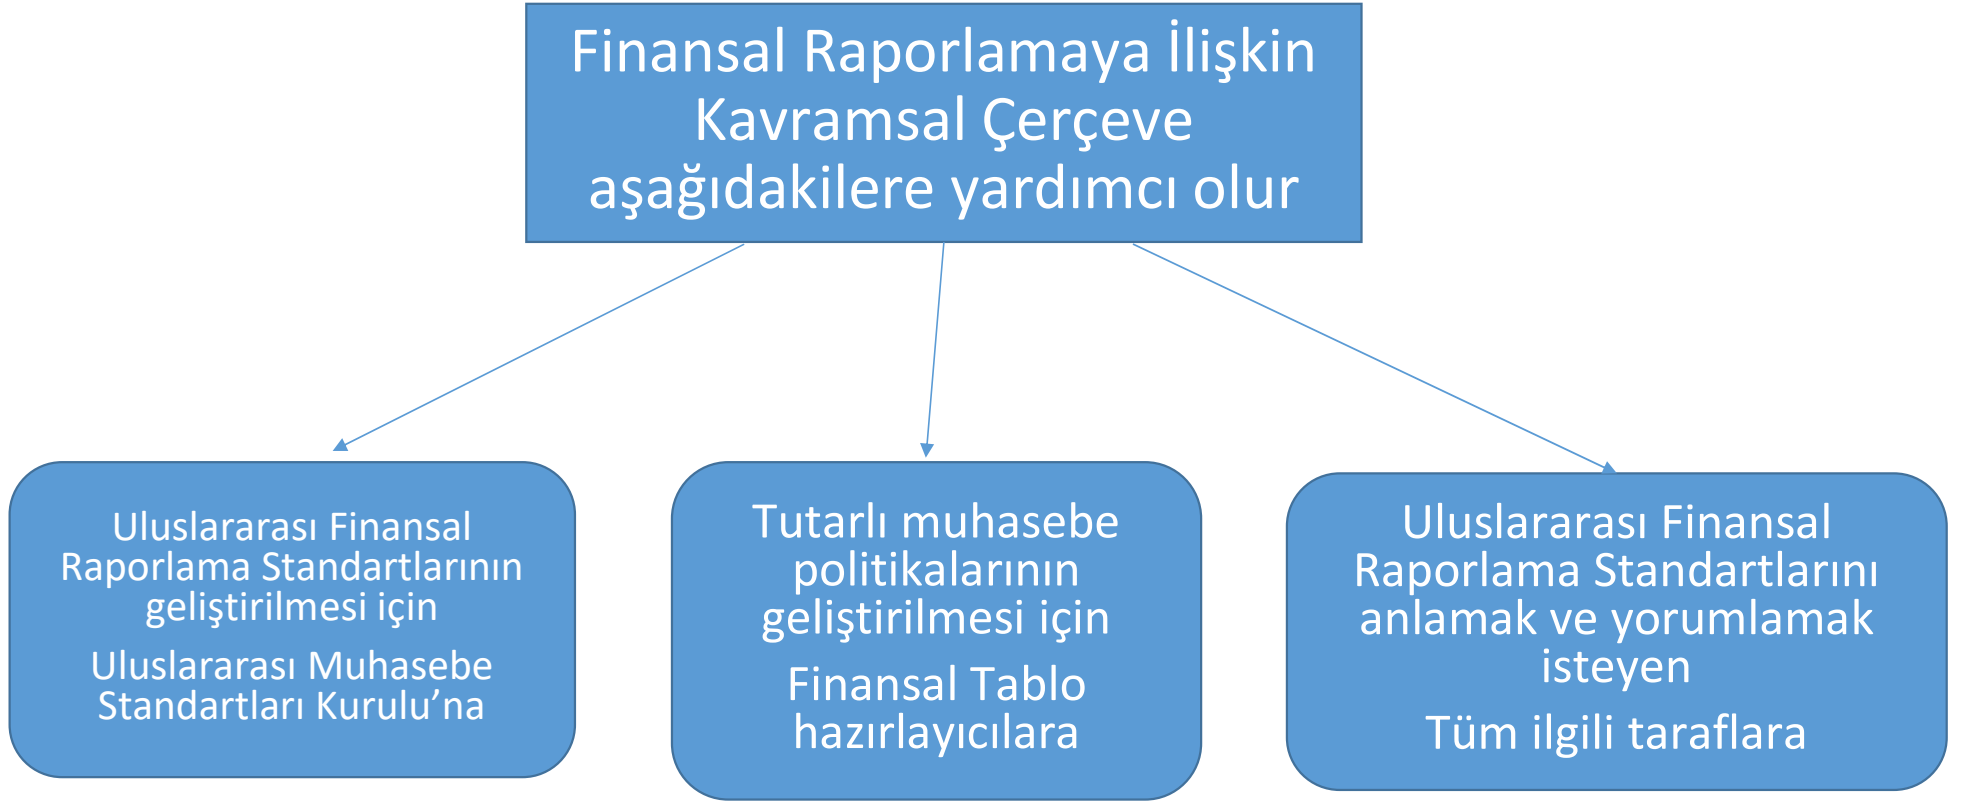 Finansal Raporlamaya İlişkin
Kavramsal Çerçeve
aşağıdakilere yardımcı olur
Uluslararası Finansal
Raporlama Standartlarının
geliştirilmesi için
Uluslararası Muhasebe
Standartları Kurulu’na
Tutarlı muhasebe
politikalarının
geliştirilmesi için
Finansal Tablo
hazırlayıcılara
Uluslararası Finansal
Raporlama Standartlarını
anlamak ve yorumlamak
isteyen
Tüm ilgili taraflara